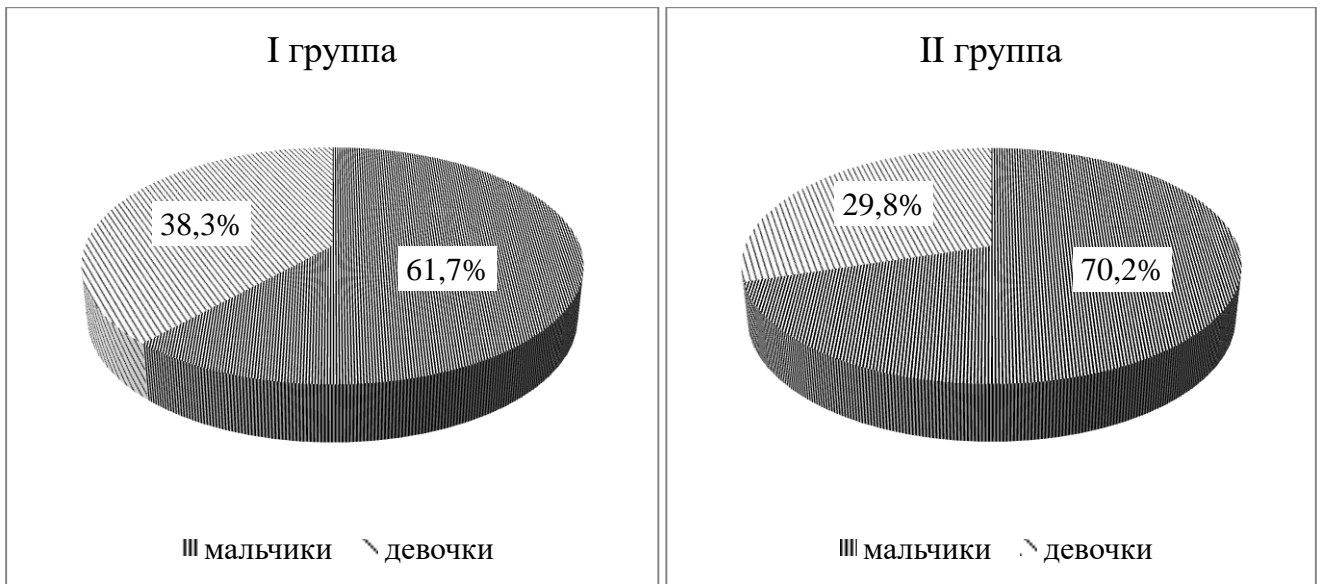 I группа
38,3%
61,7%
мальчики девочки
II группа
29,8%
70,2%
мальчики девочки